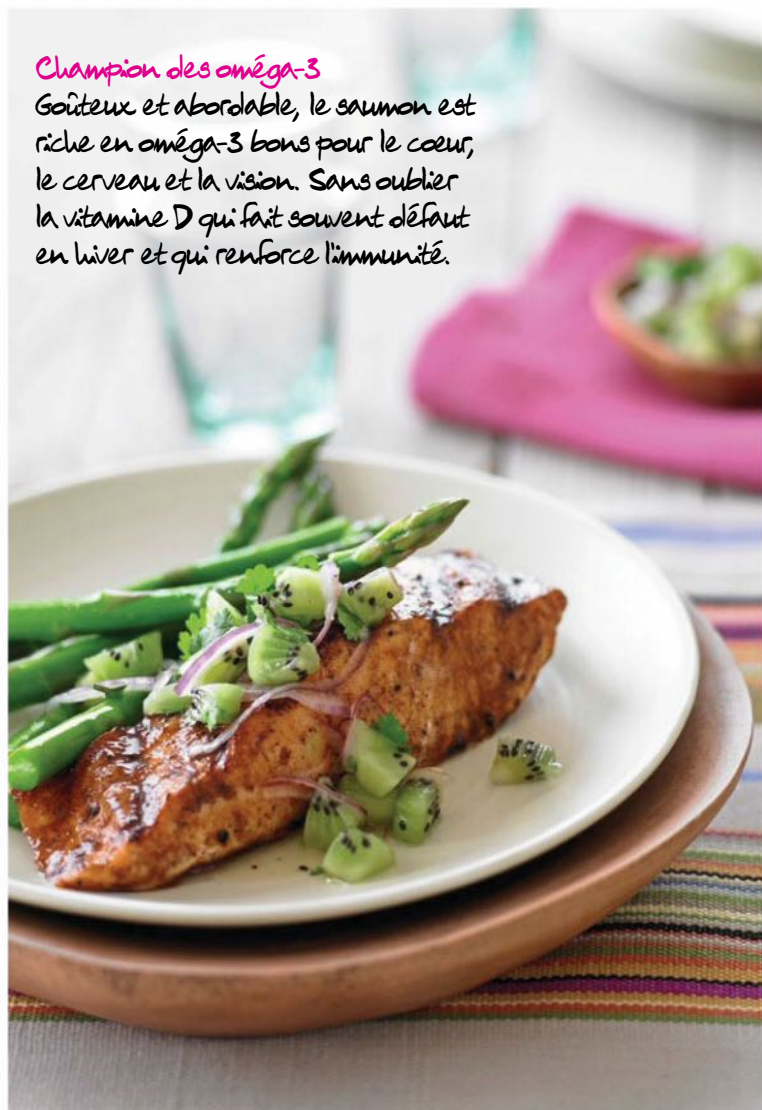 Champion des oméga-3
Goûteux et abordable, le saumon est
riche en oméga-3 bons pour le coeur,
le cerveau et la vision. Sans oublier
la vitamine D qui fait souvent défaut
en hiver et qui renforce l'immunité.